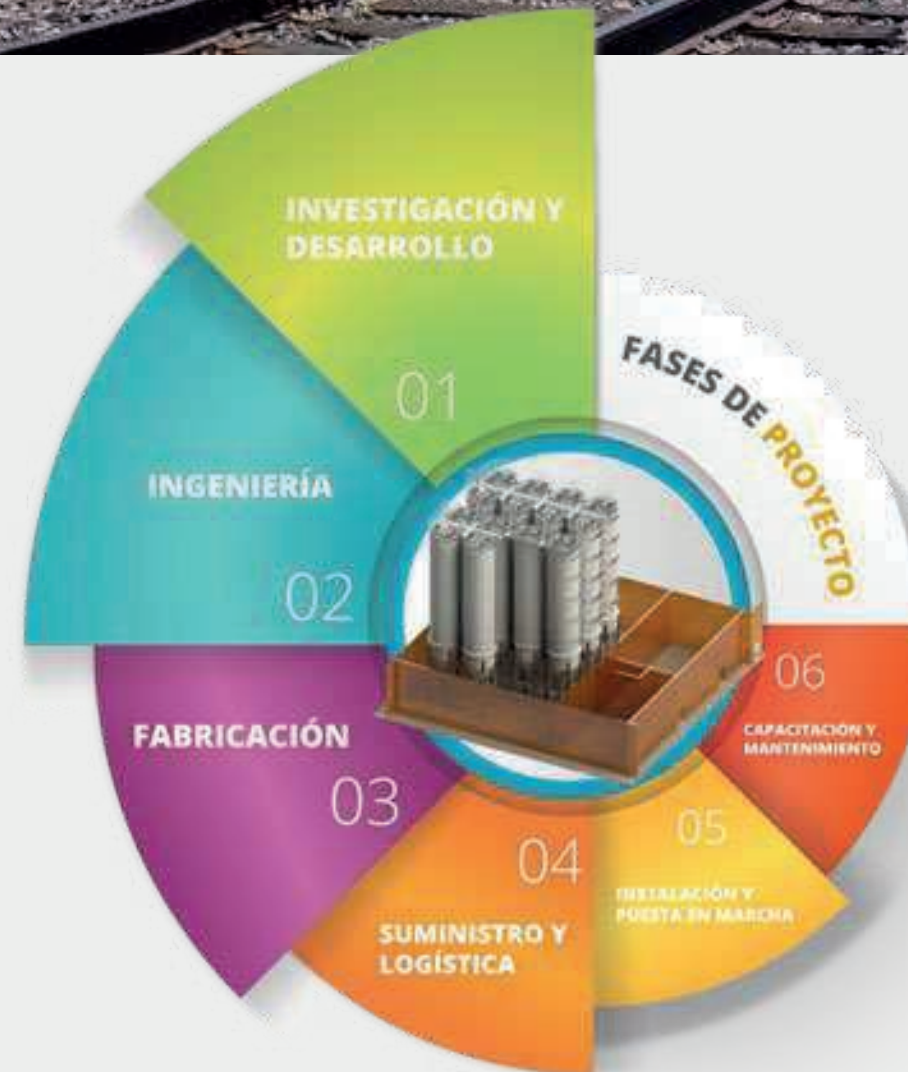 FASES DE PROYECTO
INVESTIGACIÓN Y
DESARROLLO
01
INGENIERÍA
02
FABRICACIÓN
03
04
SUMINISTRO Y
LOGÍSTICA
05
INSTALACIÓN Y
PUESTA EN MARCHA
06
CAPACITACIÓN Y
MANTENIMIENTO